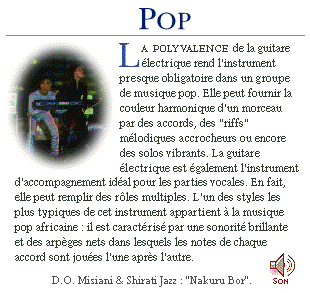 POP
LA POLYVALENCE de la guitare
électrique rend l'instrument
presque obligatoire dans un groupe
de musique pop. Elle peut fournir la
couleur harmonique d'un morceau
par des accords, des "riffs"
mélodiques accrocheurs ou encore
des solos vibrants. La guitare
électrique est également l'instrument
d'accompagnement idéal pour les parties vocales. En fait,
elle peut remplir des rôles multiples. L'un des styles les
plus typiques de cet instrument appartient à la musique
pop africaine : il est caractérisé par une sonorité brillante
et des arpèges nets dans lesquels les notes de chaque
accord sont jouées l'une après l'autre.
D.O. Misiani & Shirati Jazz : "Nakuru Bor".
SON